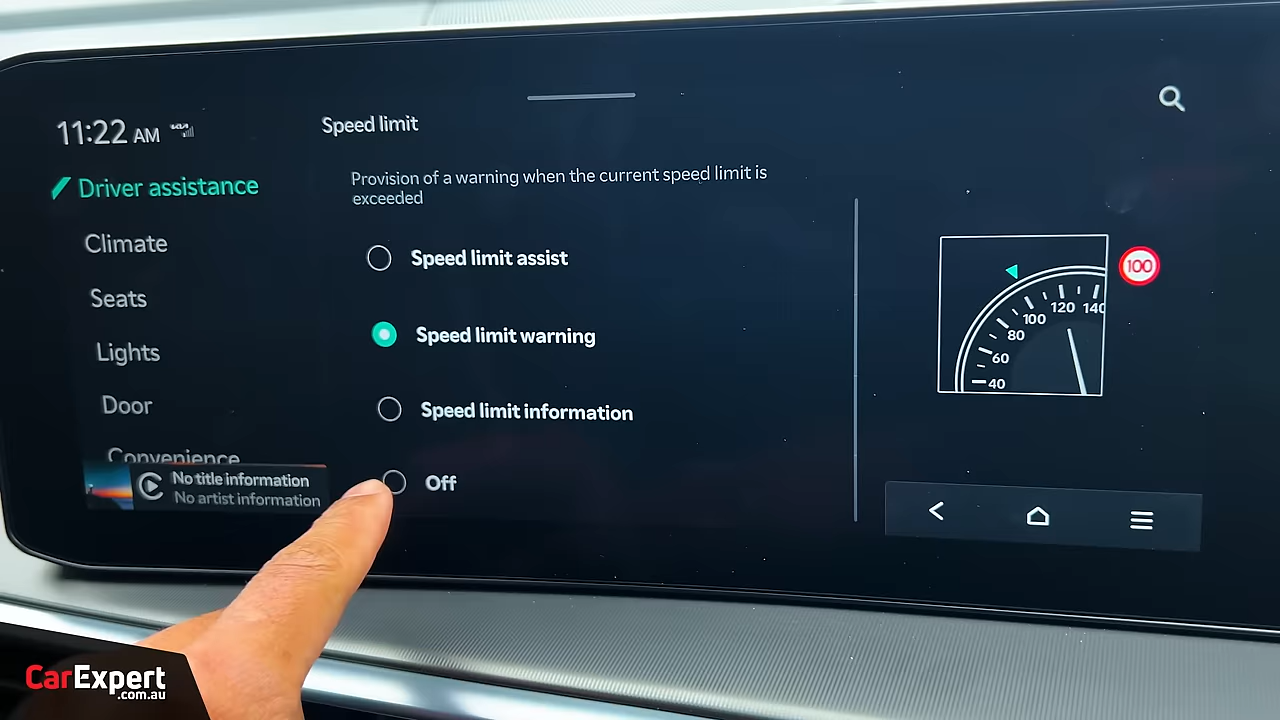 11:22 AM
Speed limit
Driver assistance
Climate
Seats
Lights
Door
Convenience
No title information
No artist information
Provision of a warning when the current speed limit is
exceeded
Speed limit assist
Speed limit warning
Speed limit information
Off
40
60
80
100
120
140
100
CarExpert
.com.au